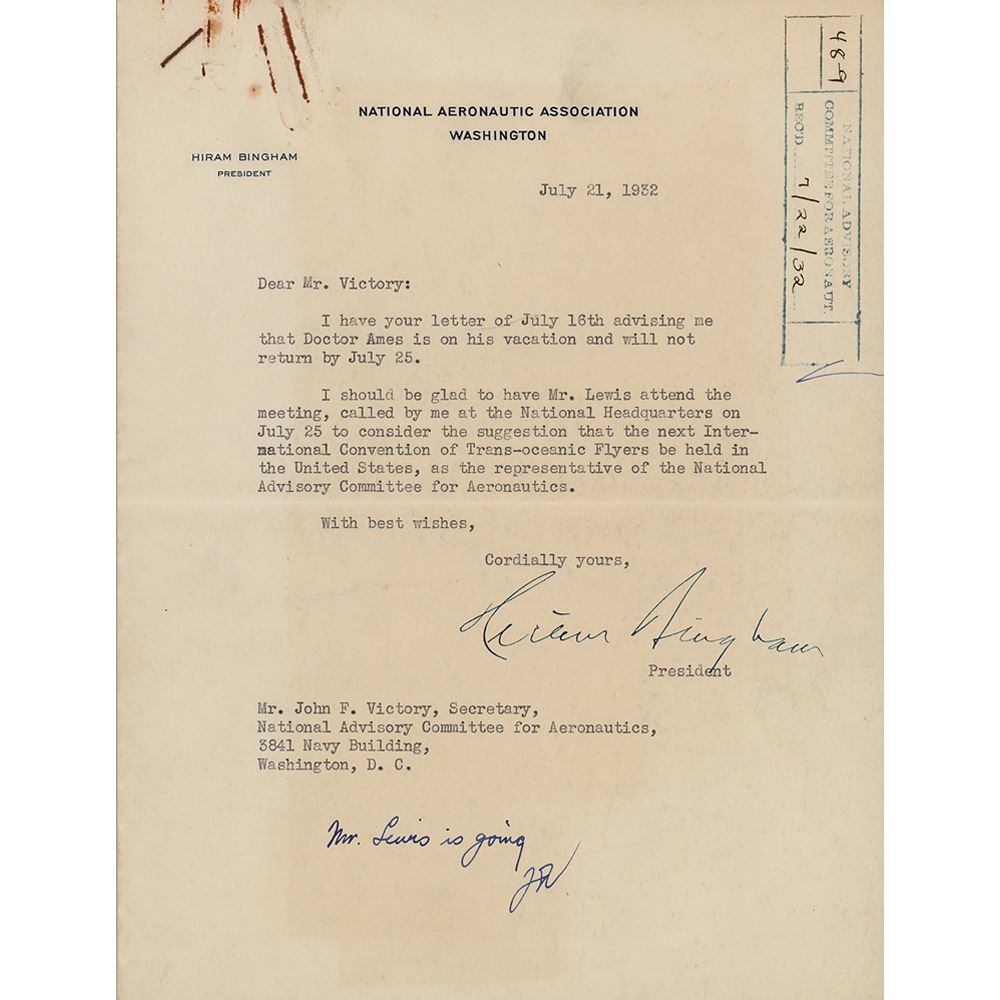 NATIONAL AERONAUTIC ASSOCIATION
WASHINGTON
HIRAM BINGHAM
PRESIDENT
July 21, 1932
489
NATIONAL ADVISORY
COMMITTEE FOR AERONAUT.
REC'D 7/22/32
Dear Mr. Victory:
I have your letter of July 16th advising me
that Doctor Ames is on his vacation and will not
return by July 25.
I should be glad to have Mr. Lewis attend the
meeting, called by me at the National Headquarters on
July 25 to consider the suggestion that the next Inter-
national Convention of Trans-oceanic Flyers be held in
the United States, as the representative of the National
Advisory Committee for Aeronautics.
With best wishes,
Cordially yours,
Hiram Bingham
President
Mr. John F. Victory, Secretary,
National Advisory Committee for Aeronautics,
3841 Navy Building,
Washington, D. C.
Mr. Lewis is going